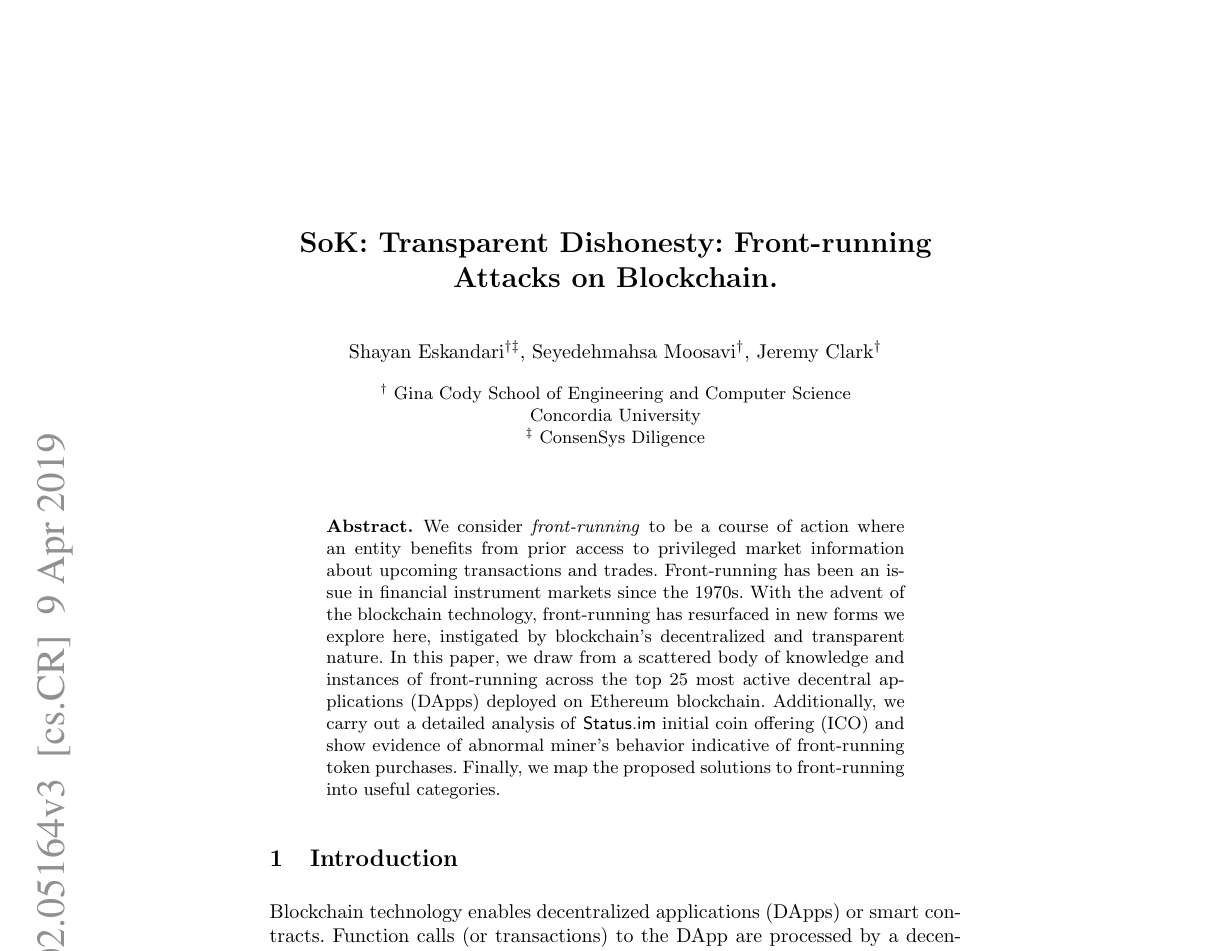 SoK: Transparent Dishonesty: Front-running
Attacks on Blockchain.
Shayan Eskandari†‡, Seyedehmahsa Moosavi†, Jeremy Clark†
† Gina Cody School of Engineering and Computer Science
Concordia University
‡ ConsenSys Diligence
Abstract. We consider front-running to be a course of action where
an entity benefits from prior access to privileged market information
about upcoming transactions and trades. Front-running has been an is-
sue in financial instrument markets since the 1970s. With the advent of
the blockchain technology, front-running has resurfaced in new forms we
explore here, instigated by blockchain's decentralized and transparent
nature. In this paper, we draw from a scattered body of knowledge and
instances of front-running across the top 25 most active decentral ap-
plications (DApps) deployed on Ethereum blockchain. Additionally, we
carry out a detailed analysis of Status.im initial coin offering (ICO) and
show evidence of abnormal miner's behavior indicative of front-running
token purchases. Finally, we map the proposed solutions to front-running
into useful categories.
1 Introduction
Blockchain technology enables decentralized applications (DApps) or smart con-
tracts. Function calls (or transactions) to the DApp are processed by a decen-
02.05164v3 [cs.CR] 9 Apr 2019